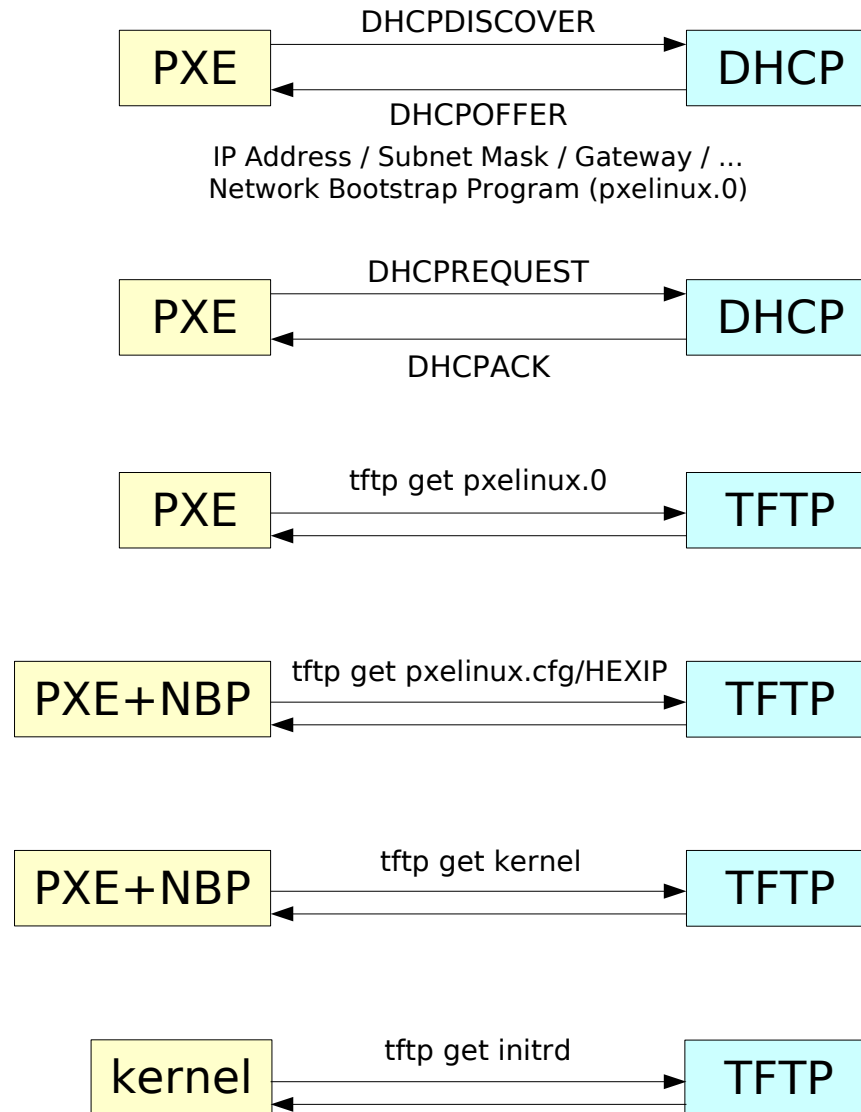 DHCPDISCOVER
PXE
DHCP
DHCPOFFER
IP Address / Subnet Mask / Gateway / ...
Network Bootstrap Program (pxelinux.0)
DHCPREQUEST
PXE
DHCP
DHCPACK
tftp get pxelinux.0
PXE
TFTP
tftp get pxelinux.cfg/HEXIP
PXE+NBP
TFTP
tftp get kernel
PXE+NBP
TFTP
tftp get initrd
kernel
TFTP